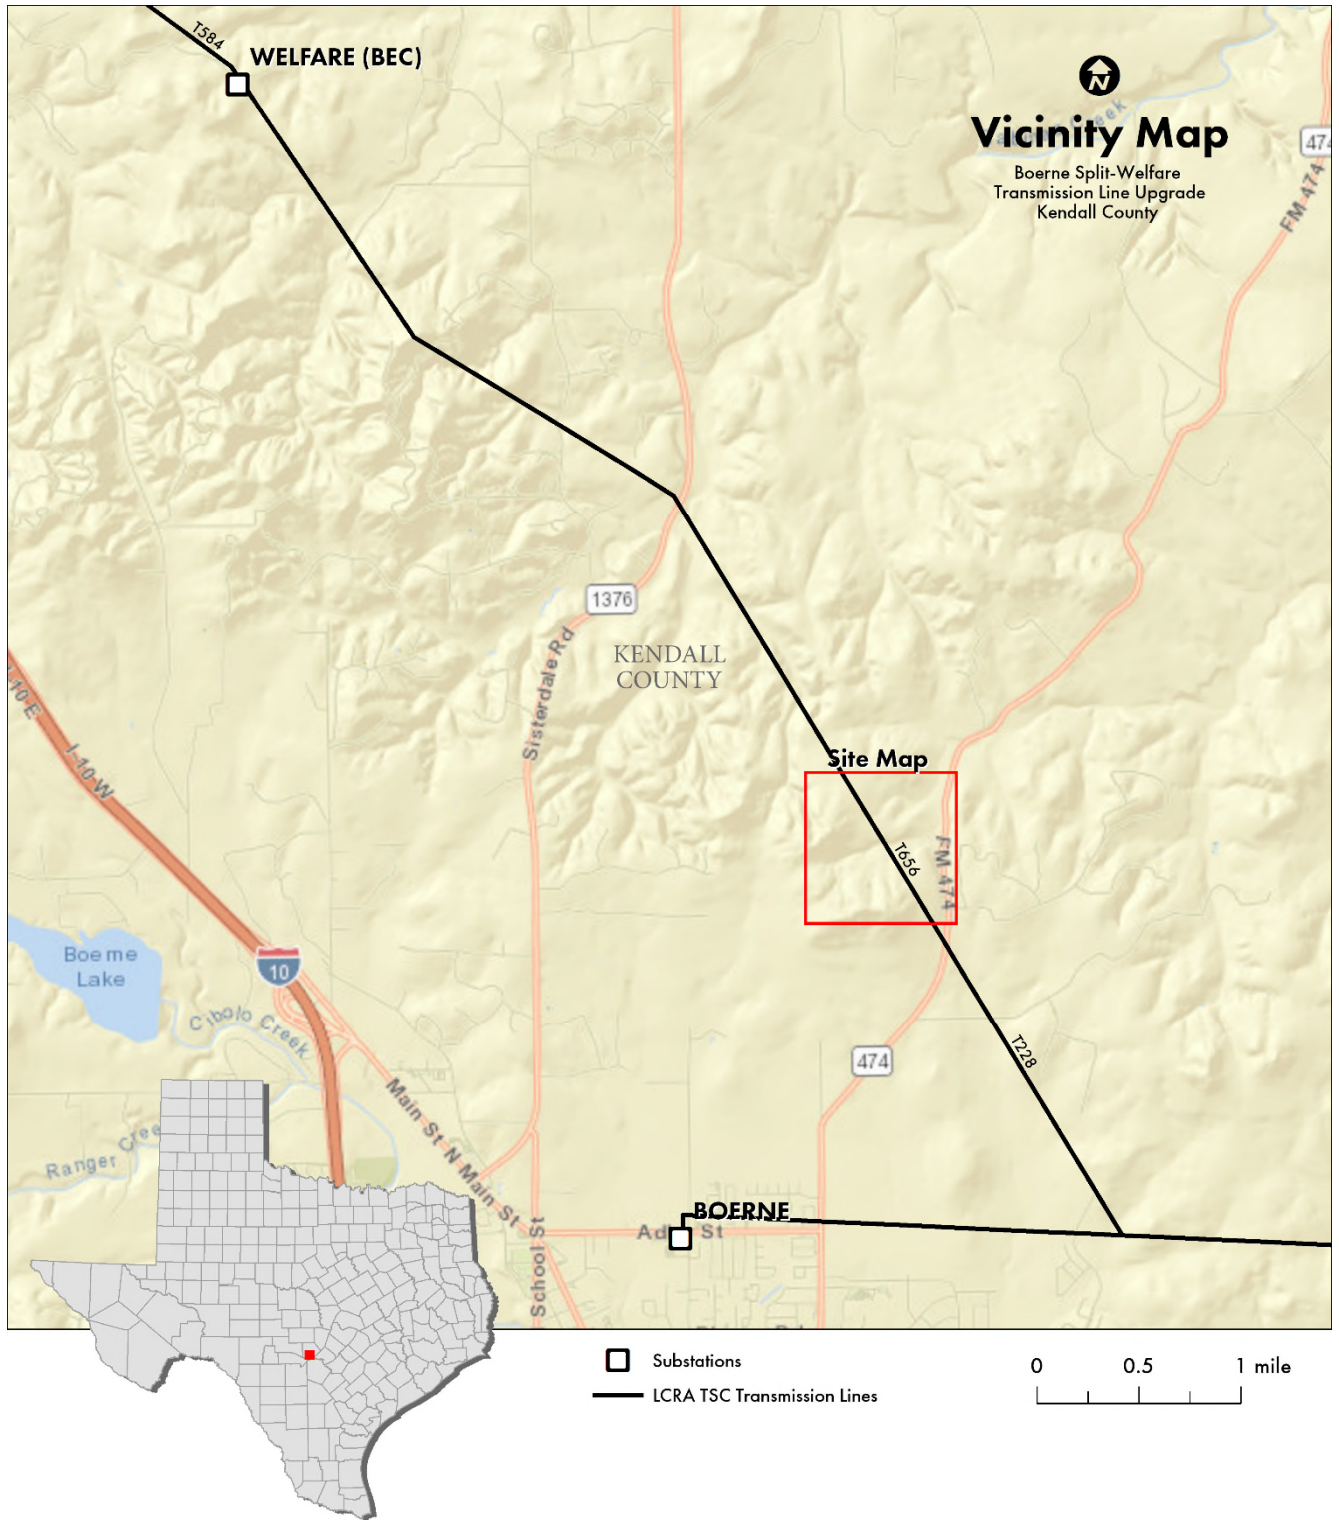 T584
WELFARE (BEC)
N
Vicinity Map
Boerne Split-Welfare
Transmission Line Upgrade
Kendall County
474
FM 474
1376
KENDALL
COUNTY
Sisterdale Rd
I-10 W
Site Map
T656
FM 474
Boerne
Lake
10
Cibolo Creek
T228
474
Main St
N Main St
Ranger Creek
BOERNE
St
School St
Substations
LCRA TSC Transmission Lines
0 0.5 1 mile